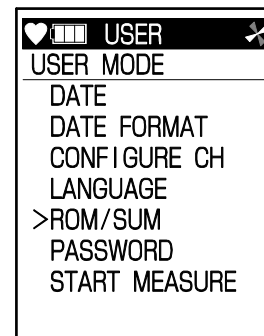 USER
USER MODE
DATE
DATE FORMAT
CONFIGURE CH
LANGUAGE
>ROM/SUM
PASSWORD
START MEASURE